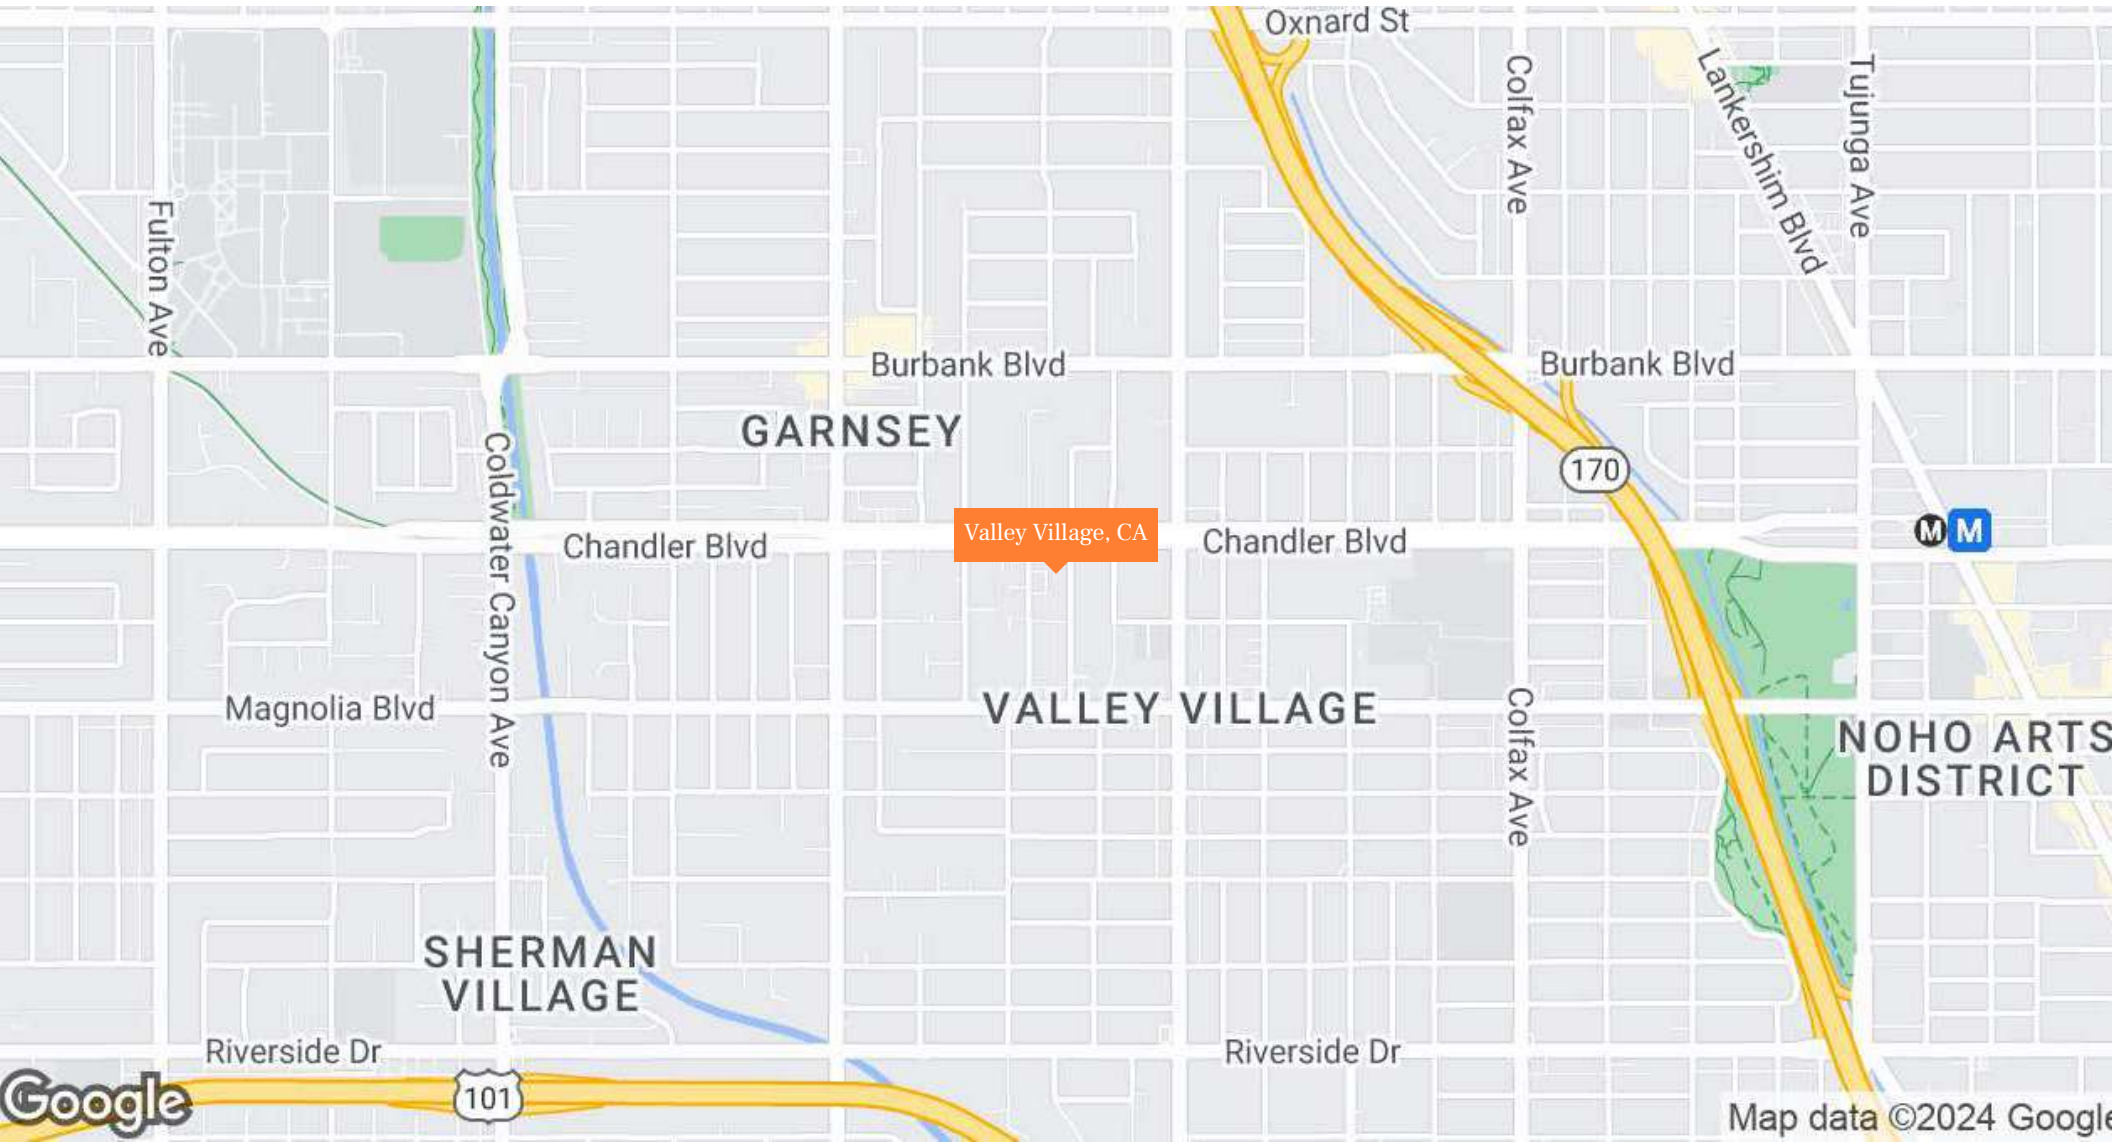 Oxnard St
Colfax Ave
Lankershim Blvd
Tujunga Ave
Fulton Ave
Burbank Blvd
Burbank Blvd
GARNSEY
170
Coldwater Canyon Ave
Valley Village, CA
Chandler Blvd
Chandler Blvd
M
M
Magnolia Blvd
VALLEY VILLAGE
Colfax Ave
NOHO ARTS
DISTRICT
SHERMAN
VILLAGE
Riverside Dr
Riverside Dr
Google
101
Map data ©2024 Google